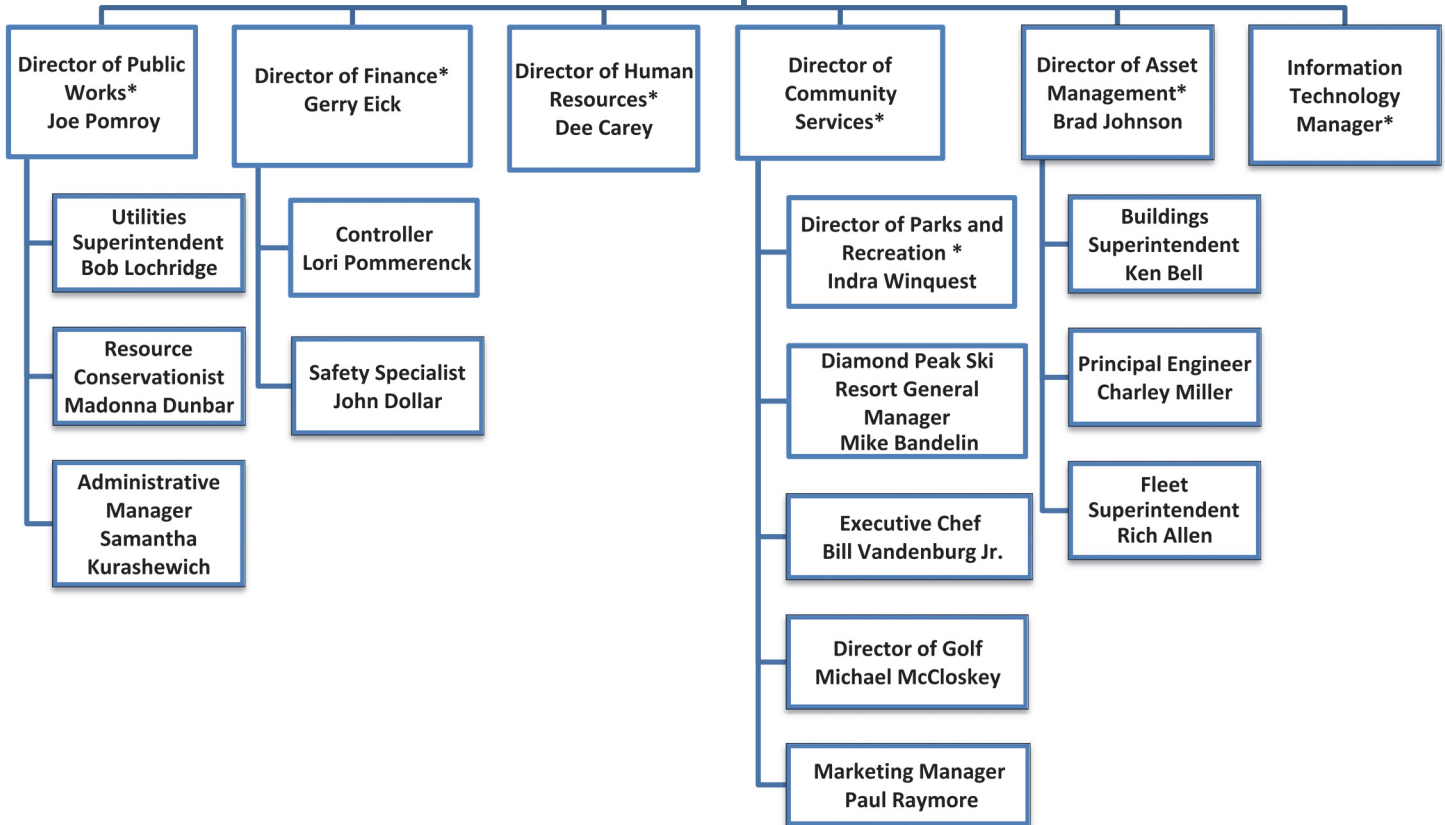 Director of Public
Works*
Joe Pomroy
Director of Finance*
Gerry Eick
Director of Human
Resources*
Dee Carey
Director of
Community
Services*
Director of Asset
Management*
Brad Johnson
Information
Technology
Manager*
Utilities
Superintendent
Bob Lochridge
Resource
Conservationist
Madonna Dunbar
Administrative
Manager
Samantha
Kurashewich
Controller
Lori Pommerenck
Safety Specialist
John Dollar
Director of Parks and
Recreation *
Indra Winquest
Diamond Peak Ski
Resort General
Manager
Mike Bandelin
Executive Chef
Bill Vandenburg Jr.
Director of Golf
Michael McCloskey
Marketing Manager
Paul Raymore
Buildings
Superintendent
Ken Bell
Principal Engineer
Charley Miller
Fleet
Superintendent
Rich Allen